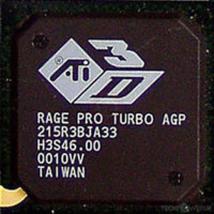 ATi
3D
RAGE PRO TURBO AGP
215R3BJA33
H3S46.00
0010VV
TAIWAN